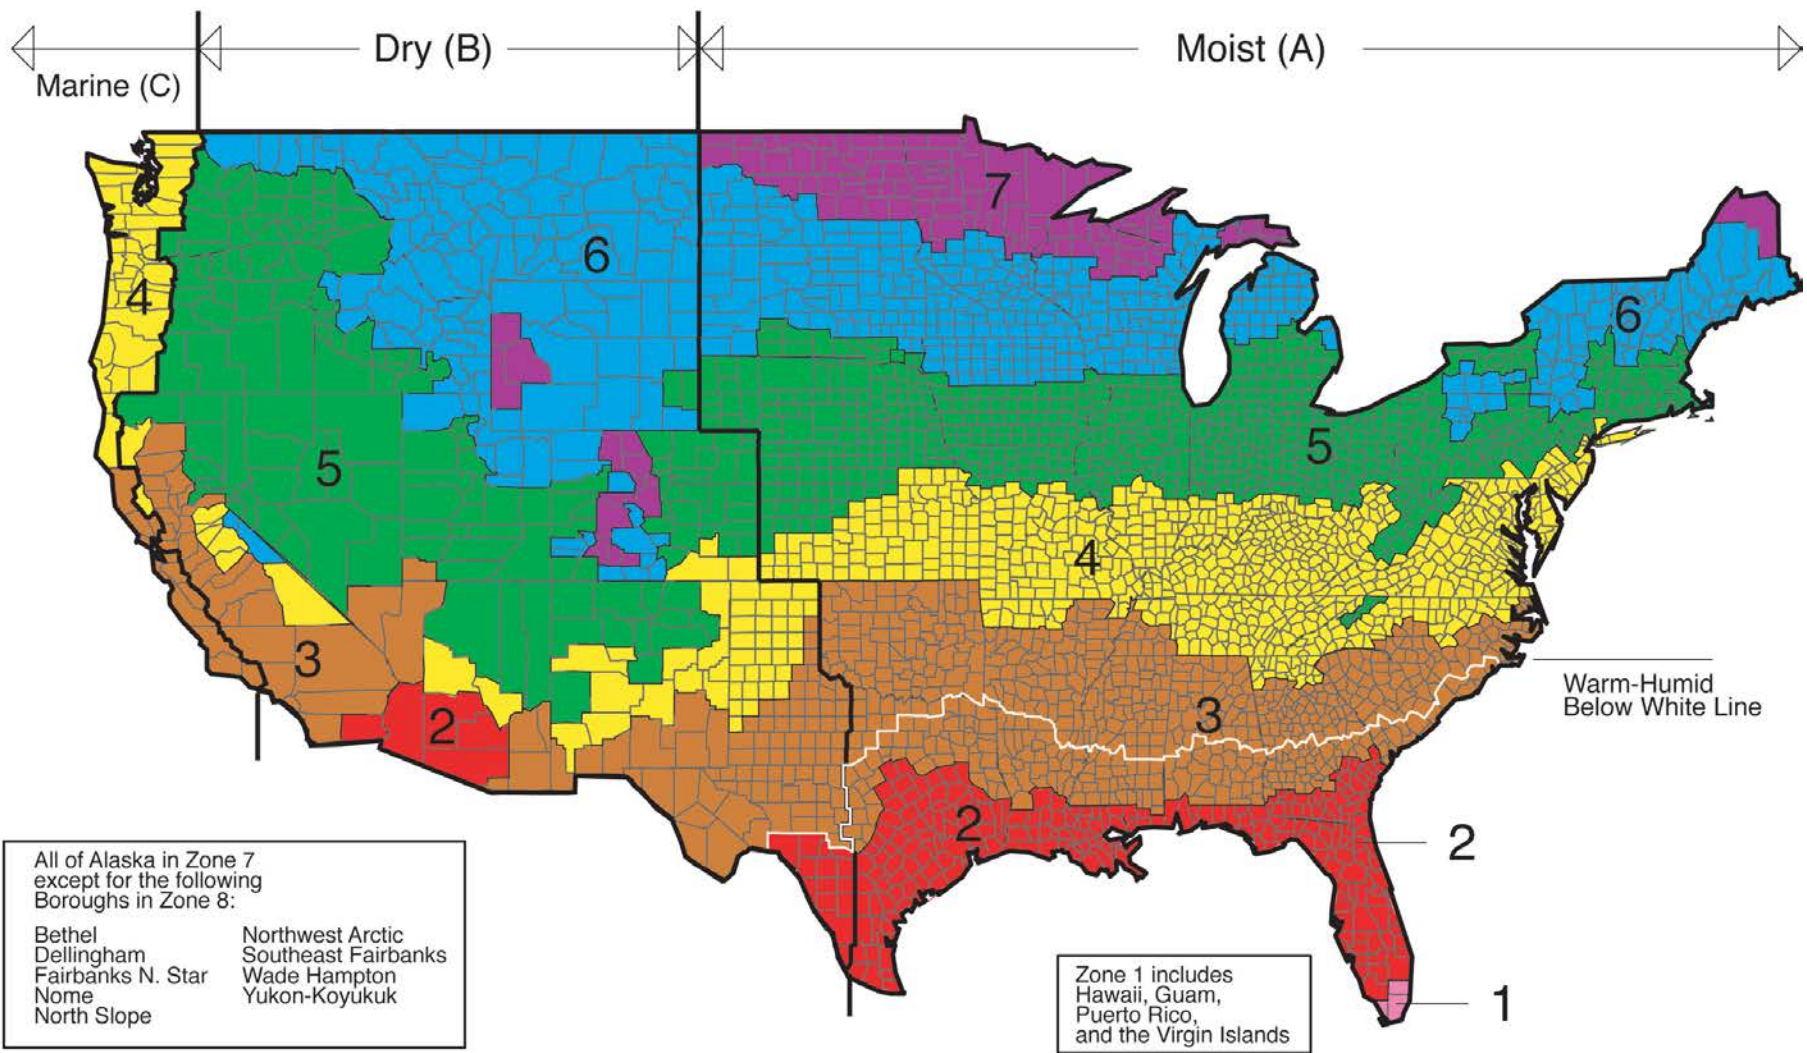 Marine (C)
Dry (B)
Moist (A)
7
6
4
6
5
5
4
3
3
2
2
Warm-Humid
Below White Line
2
1
All of Alaska in Zone 7
except for the following
Boroughs in Zone 8:
Bethel
Dellingham
Fairbanks N. Star
Nome
North Slope
Northwest Arctic
Southeast Fairbanks
Wade Hampton
Yukon-Koyukuk
Zone 1 includes
Hawaii, Guam,
Puerto Rico,
and the Virgin Islands